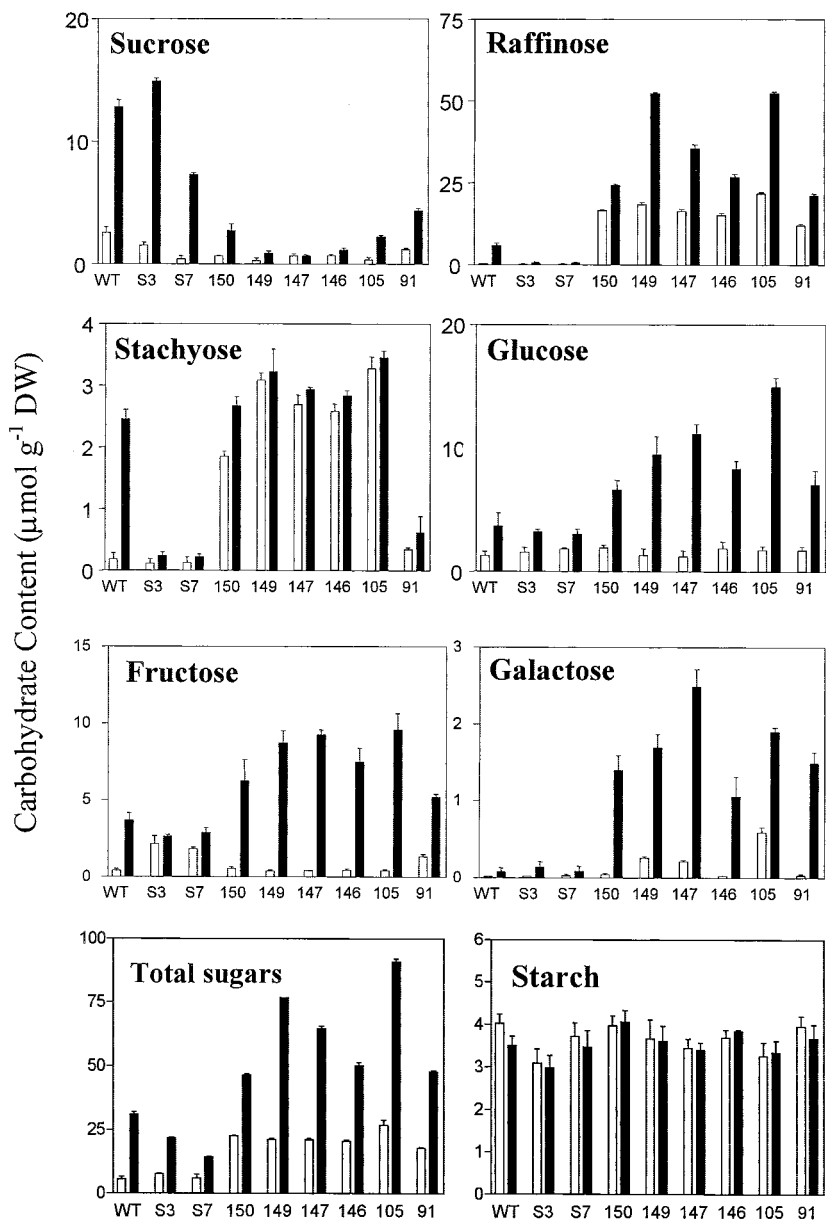 Carbohydrate Content (µmol g⁻¹ DW)
Sucrose
20
10
0
WT S3 S7 150 149 147 146 105 91
Raffinose
75
50
25
0
WT S3 S7 150 149 147 146 105 91
Stachyose
4
3
2
1
0
WT S3 S7 150 149 147 146 105 91
Glucose
20
10
0
WT S3 S7 150 149 147 146 105 91
Fructose
15
10
5
0
WT S3 S7 150 149 147 146 105 91
Galactose
3
2
1
0
WT S3 S7 150 149 147 146 105 91
Total sugars
100
75
50
25
0
WT S3 S7 150 149 147 146 105 91
Starch
6
5
4
3
2
1
0
WT S3 S7 150 149 147 146 105 91